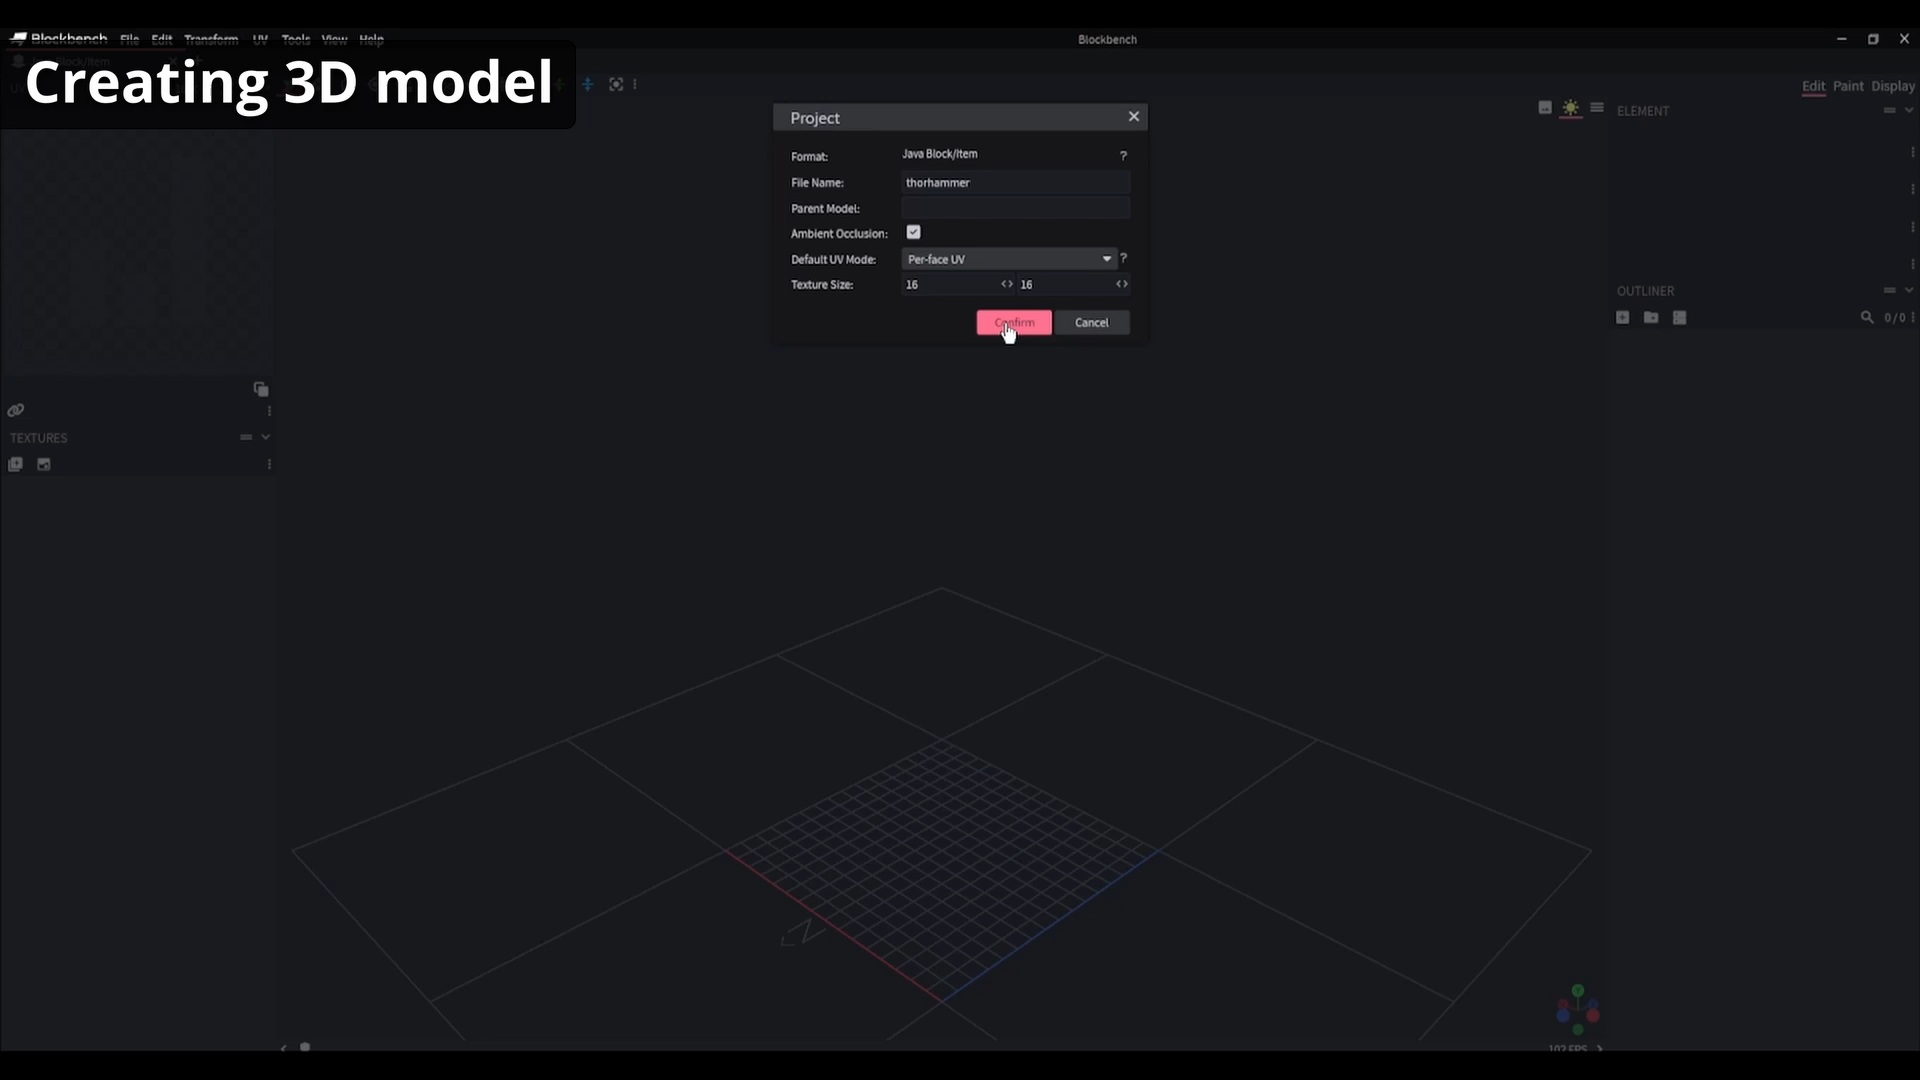 Blockbench File Edit Transform UV Tools View Help
Blockbench
Creating 3D model
Edit Paint Display
Project
ELEMENT
Format: Java Block/Item ?
File Name: thorhammer
Parent Model:
Ambient Occlusion:
Default UV Mode: Per-face UV ?
Texture Size: 16 16
OUTLINER
0/0
Confirm Cancel
TEXTURES
102 FPS